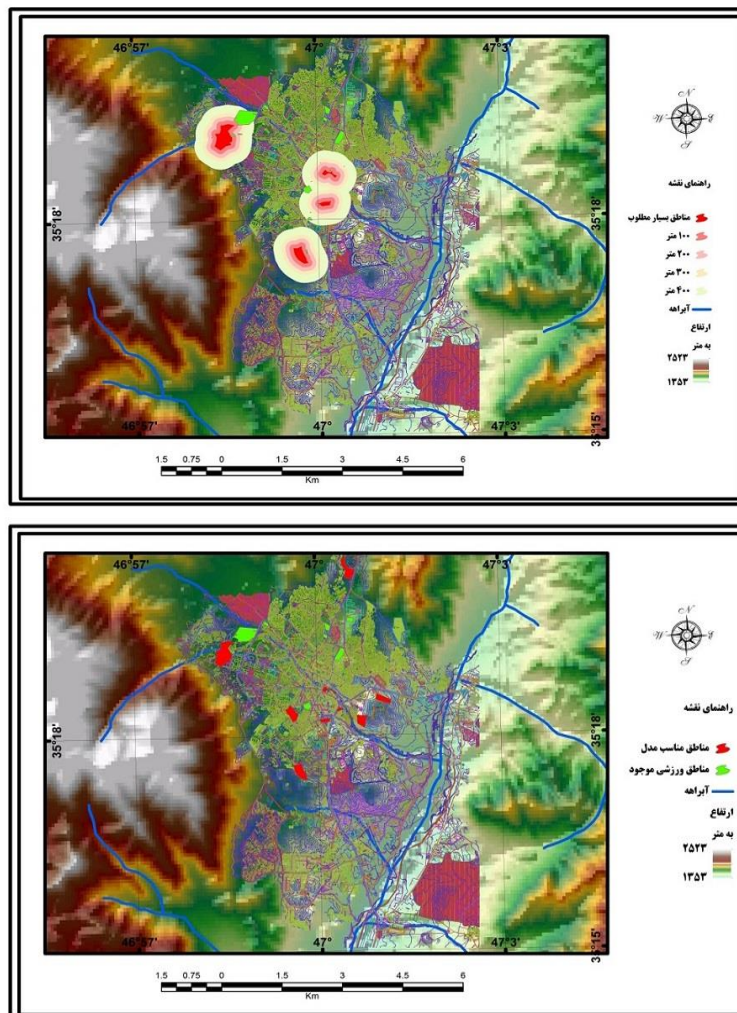 46°57' 47° 47°3'
N
W E
S
راهنمای نقشه
35°18' 35°18'
مناطق بسیار مطلوب
۱۰۰ متر
۲۰۰ متر
۳۰۰ متر
۴۰۰ متر
آبراهه
ارتفاع
به متر
۲۵۲۳
۱۳۵۳
35°15'
46°57' 47° 47°3'
1.5 0.75 0 1.5 3 4.5 6
Km
46°57' 47° 47°3'
N
W E
S
راهنمای نقشه
35°18' 35°18'
مناطق مناسب مدل
مناطق ورزشی موجود
آبراهه
ارتفاع
به متر
۲۵۲۳
۱۳۵۳
35°15'
46°57' 47° 47°3'
1.5 0.75 0 1.5 3 4.5 6
Km